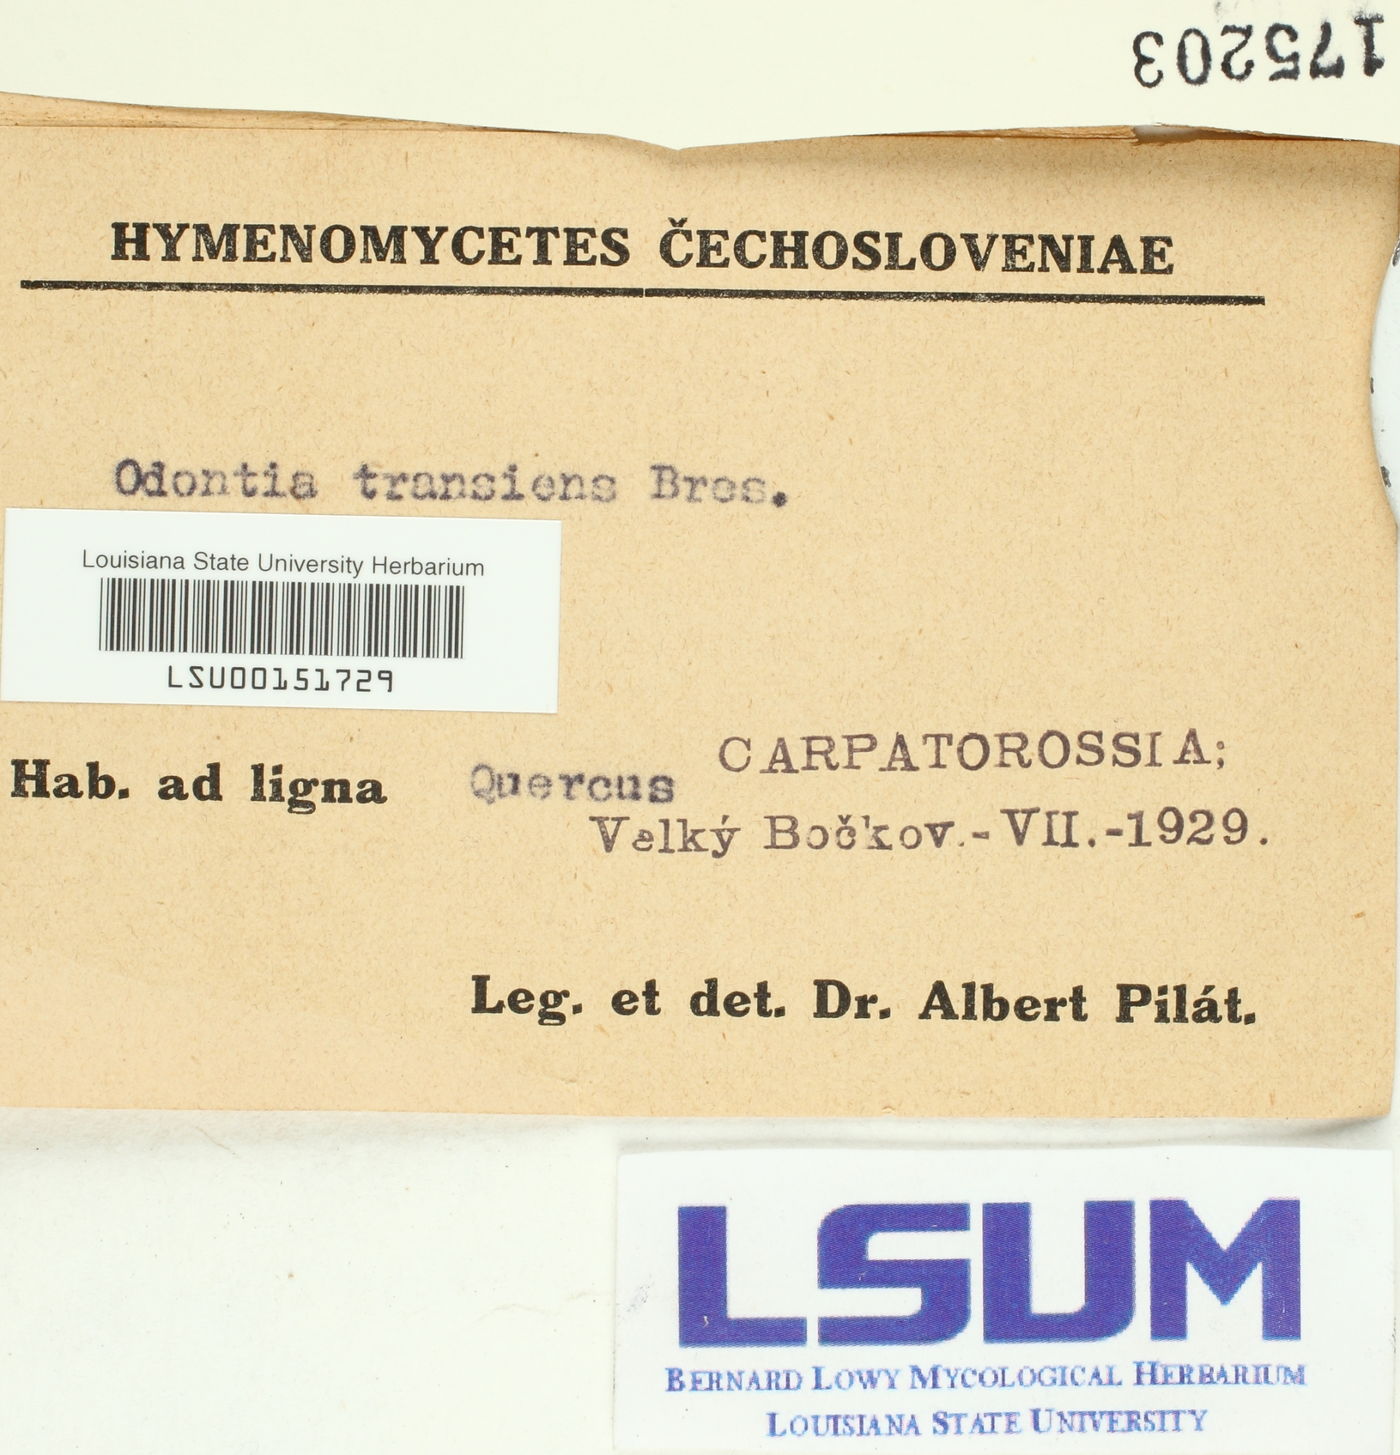 175203
HYMENOMYCETES ČECHOSLOVENIAE
Odontia transiens Bres.
Louisiana State University Herbarium
LSU00151729
CARPATOROSSIA;
Hab. ad ligna Quercus
Velký Bočkov.-VII.-1929.
Leg. et det. Dr. Albert Pilát.
LSUM
BERNARD LOWY MYCOLOGICAL HERBARIUM
LOUISIANA STATE UNIVERSITY